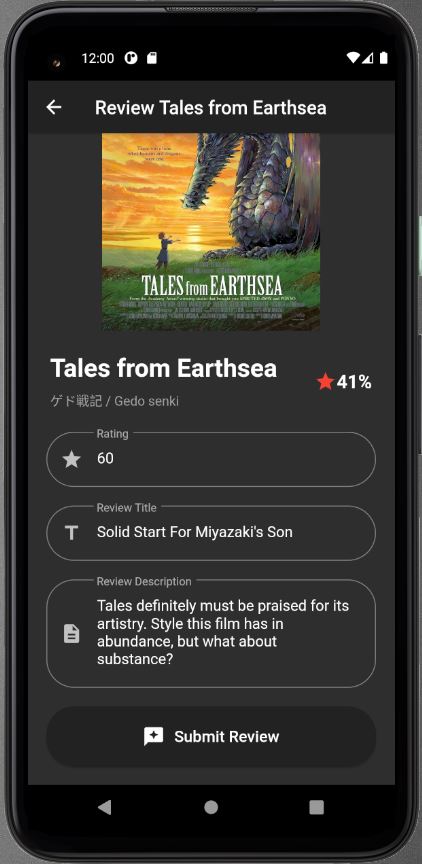 12:00
Review Tales from Earthsea
TALES from EARTHSEA
Tales from Earthsea
41%
ゲド戦記 / Gedo senki
Rating
60
Review Title
Solid Start For Miyazaki's Son
Review Description
Tales definitely must be praised for its
artistry. Style this film has in
abundance, but what about
substance?
Submit Review